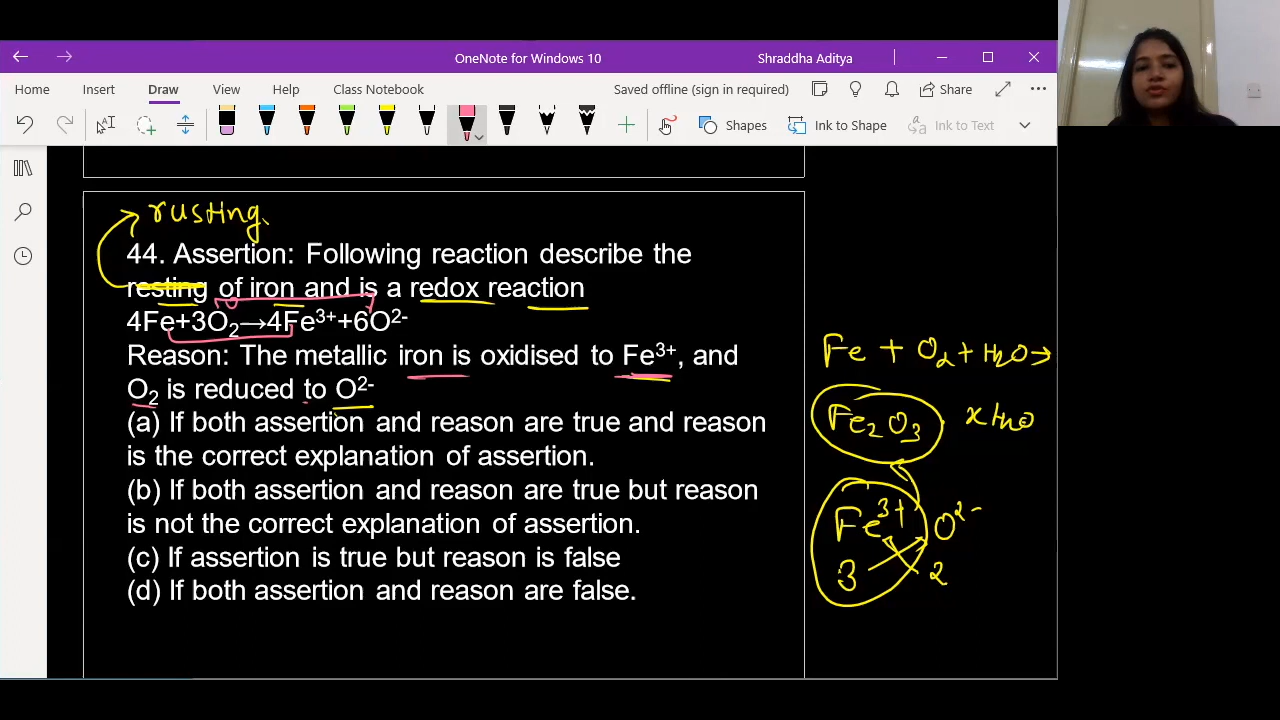 OneNote for Windows 10
Shraddha Aditya
Home Insert Draw View Help Class Notebook
Saved offline (sign in required)
Share
Shapes
Ink to Shape
Ink to Text
rusting.
44. Assertion: Following reaction describe the
resting of iron and is a redox reaction
4Fe+3O₂→4Fe³⁺+6O²⁻
Reason: The metallic iron is oxidised to Fe³⁺, and
O₂ is reduced to O²⁻
(a) If both assertion and reason are true and reason
is the correct explanation of assertion.
(b) If both assertion and reason are true but reason
is not the correct explanation of assertion.
(c) If assertion is true but reason is false
(d) If both assertion and reason are false.
Fe + O₂ + H₂O →
Fe₂O₃ xH₂O
Fe³⁺ O²⁻
3 2